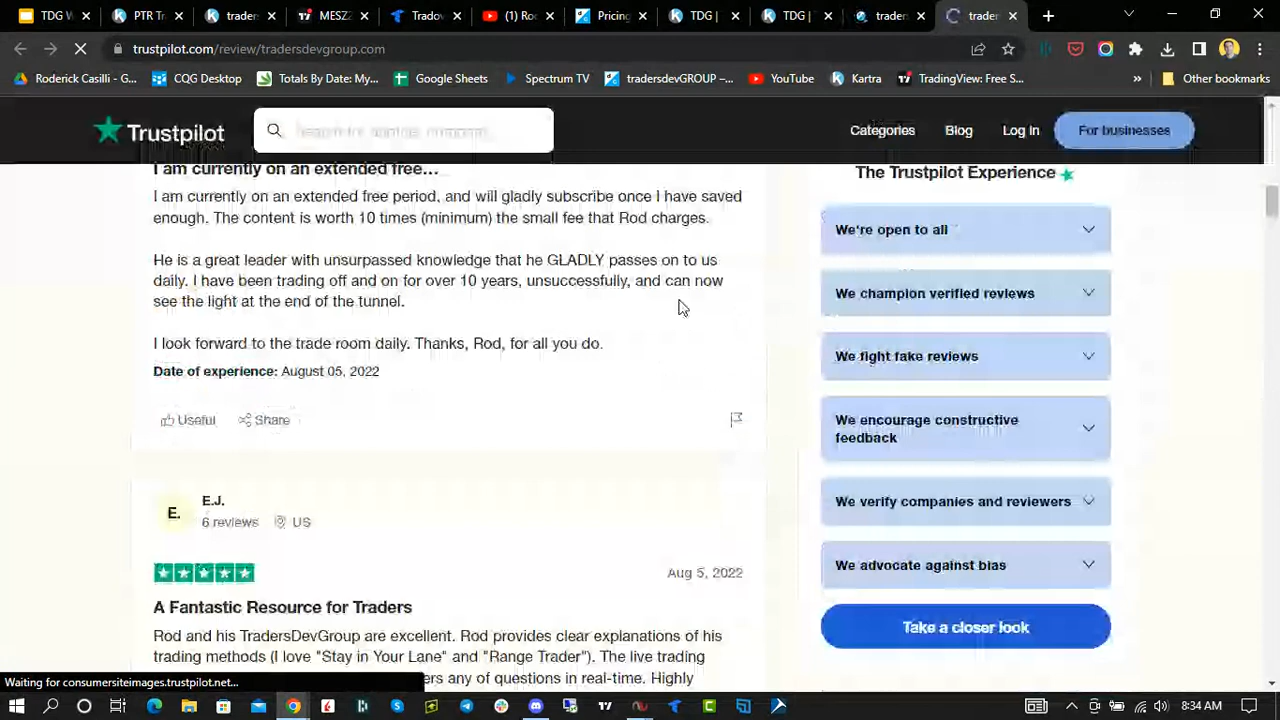 TDG W
PTR Tr
traders
MESZ2
Tradov
(1) Ro
Pricing
TDG |
TDG |
traders
trader
trustpilot.com/review/tradersdevgroup.com
Roderick Casilli - G...
CQG Desktop
Totals By Date: My...
Google Sheets
Spectrum TV
tradersdevGROUP –...
YouTube
Kartra
TradingView: Free S...
»
Other bookmarks
Trustpilot
Categories
Blog
Log in
For businesses
I am currently on an extended free…
I am currently on an extended free period, and will gladly subscribe once I have saved
enough. The content is worth 10 times (minimum) the small fee that Rod charges.
He is a great leader with unsurpassed knowledge that he GLADLY passes on to us
daily. I have been trading off and on for over 10 years, unsuccessfully, and can now
see the light at the end of the tunnel.
I look forward to the trade room daily. Thanks, Rod, for all you do.
Date of experience: August 05, 2022
Useful
Share
E.
E.J.
6 reviews
US
Aug 5, 2022
A Fantastic Resource for Traders
Rod and his TradersDevGroup are excellent. Rod provides clear explanations of his
trading methods (I love "Stay in Your Lane" and "Range Trader"). The live trading
ers any of questions in real-time. Highly
The Trustpilot Experience
We're open to all
We champion verified reviews
We fight fake reviews
We encourage constructive
feedback
We verify companies and reviewers
We advocate against bias
Take a closer look
Waiting for consumersiteimages.trustpilot.net...
8:34 AM